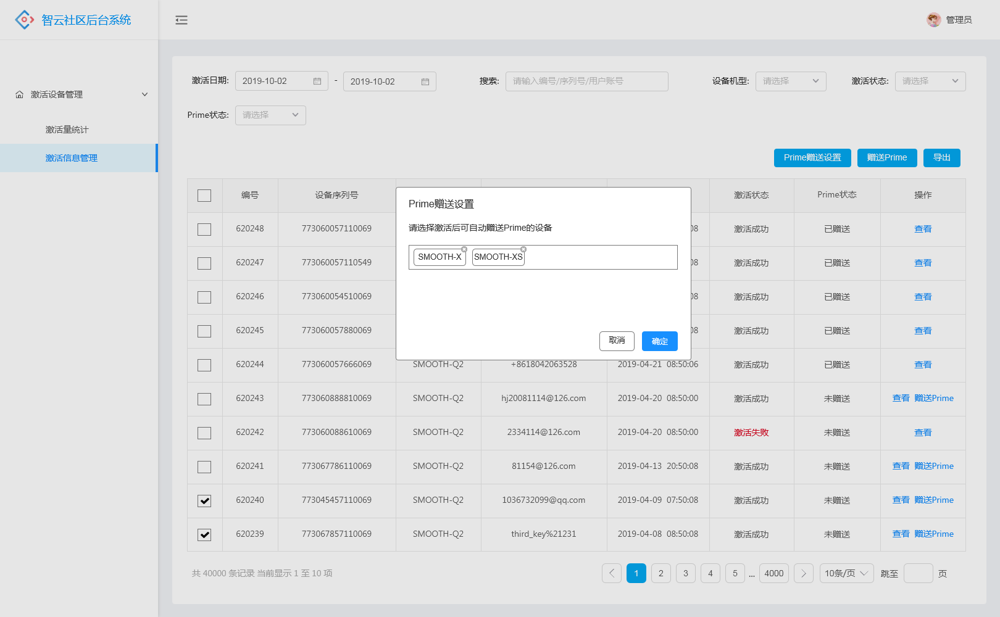 智云社区后台系统
管理员
激活设备管理
激活量统计
激活信息管理
激活日期: 2019-10-02 - 2019-10-02 搜索: 请输入编号/序列号/用户账号 设备机型: 请选择 激活状态: 请选择
Prime状态: 请选择
Prime赠送设置 赠送Prime 导出
编号 设备序列号 激活状态 Prime状态 操作
620248 773060057110069 08 激活成功 已赠送 查看
620247 773060057110549 08 激活成功 已赠送 查看
620246 773060054510069 08 激活成功 已赠送 查看
620245 773060057880069 08 激活成功 已赠送 查看
620244 773060057666069 SMOOTH-Q2 +8618042063528 2019-04-21 08:50:06 激活成功 已赠送 查看
620243 773060888810069 SMOOTH-Q2 hj20081114@126.com 2019-04-20 08:50:00 激活成功 未赠送 查看 赠送Prime
620242 773060088610069 SMOOTH-Q2 2334114@126.com 2019-04-20 08:50:00 激活失败 未赠送 查看
620241 773067786110069 SMOOTH-Q2 81154@126.com 2019-04-13 20:50:08 激活成功 未赠送 查看 赠送Prime
620240 773045457110069 SMOOTH-Q2 1036732099@qq.com 2019-04-09 07:50:08 激活成功 未赠送 查看 赠送Prime
620239 773067857110069 SMOOTH-Q2 third_key%21231 2019-04-08 08:50:08 激活成功 未赠送 查看 赠送Prime
Prime赠送设置
请选择激活后可自动赠送Prime的设备
SMOOTH-X SMOOTH-XS
取消 确定
共 40000 条记录 当前显示 1 至 10 项 1 2 3 4 5 ... 4000 10条/页 跳至 页